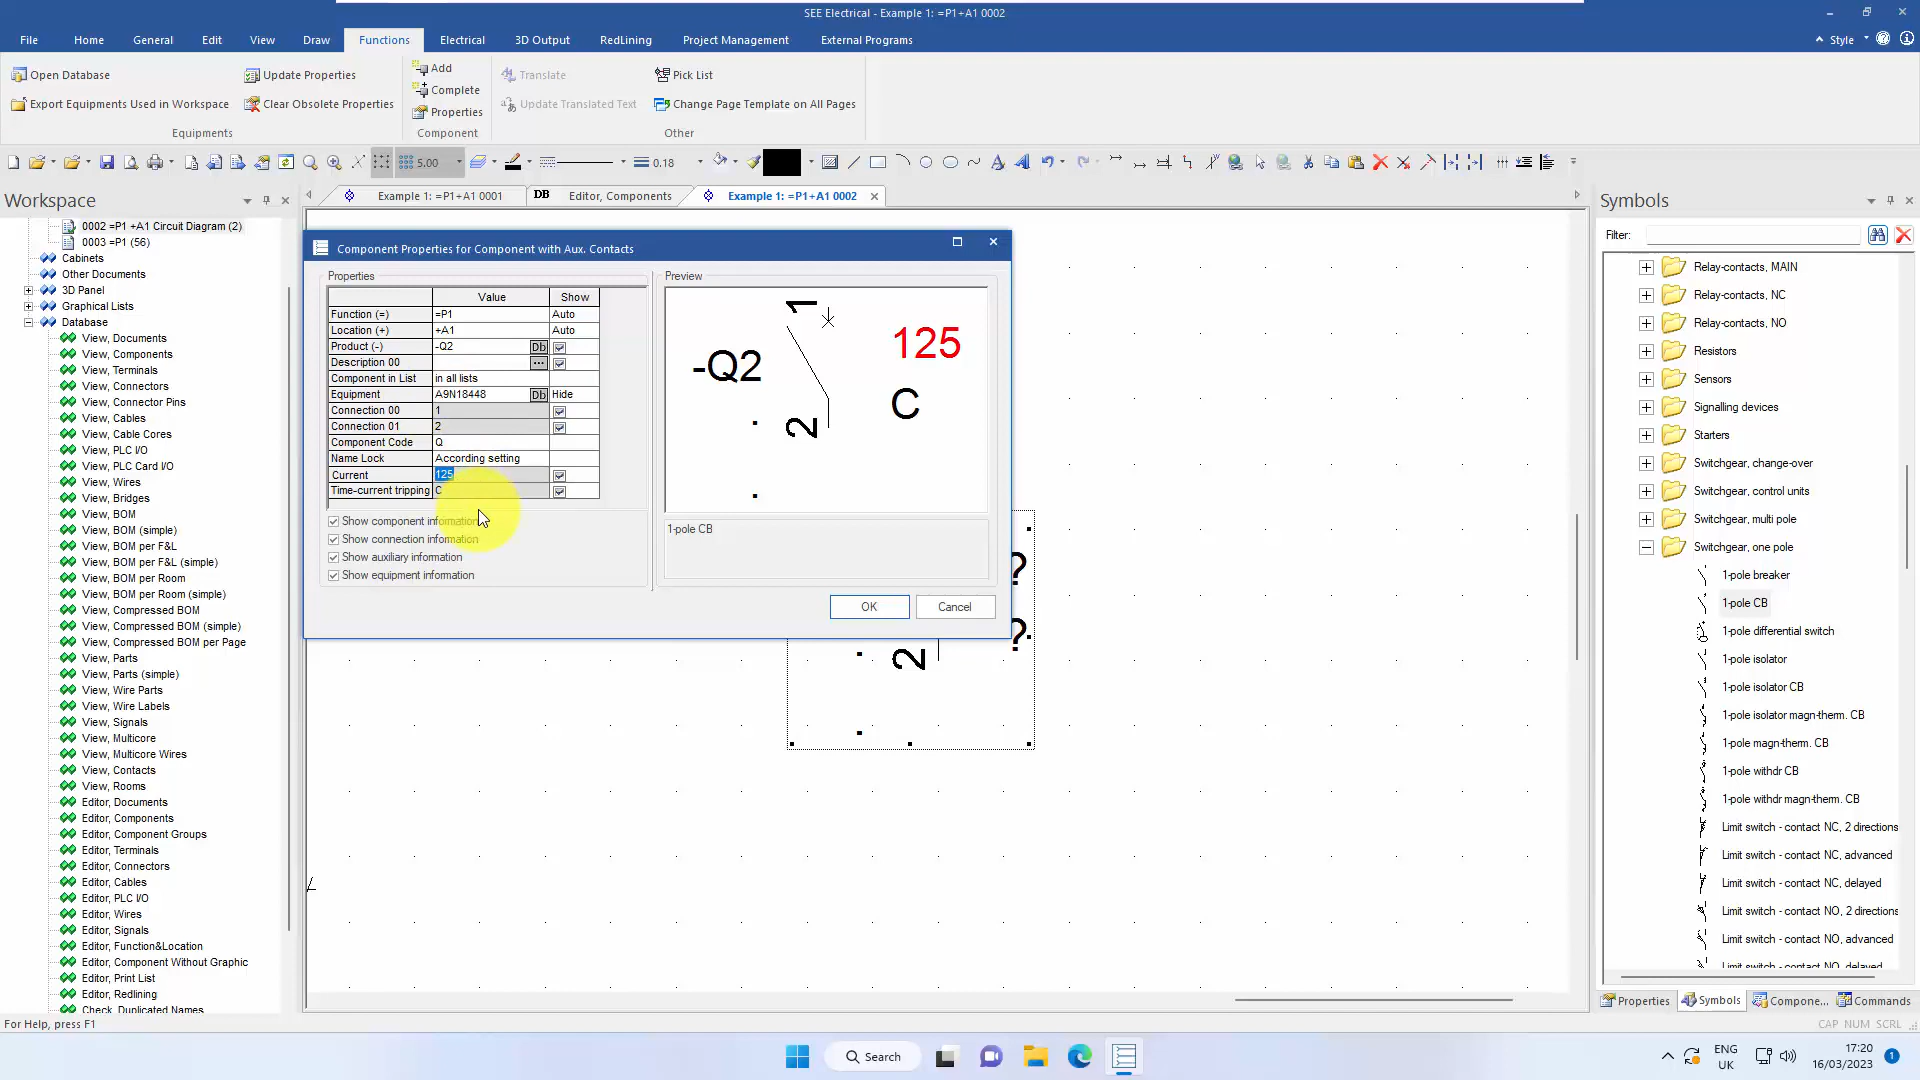 SEE Electrical - Example 1: =P1+A1 0002
File Home General Edit View Draw Functions Electrical 3D Output RedLining Project Management External Programs Style
Open Database Update Properties Add Translate Pick List
Export Equipments Used in Workspace Clear Obsolete Properties Complete Update Translated Text Change Page Template on All Pages
Properties
Equipments Component Other
5.00 0.18
Workspace
0002 =P1 +A1 Circuit Diagram (2)
0003 =P1 (56)
Cabinets
Other Documents
3D Panel
Graphical Lists
Database
View, Documents
View, Components
View, Terminals
View, Connectors
View, Connector Pins
View, Cables
View, Cable Cores
View, PLC I/O
View, PLC Card I/O
View, Wires
View, Bridges
View, BOM
View, BOM (simple)
View, BOM per F&L
View, BOM per F&L (simple)
View, BOM per Room
View, BOM per Room (simple)
View, Compressed BOM
View, Compressed BOM (simple)
View, Compressed BOM per Page
View, Parts
View, Parts (simple)
View, Wire Parts
View, Wire Labels
View, Signals
View, Multicore
View, Multicore Wires
View, Contacts
View, Rooms
Editor, Documents
Editor, Components
Editor, Component Groups
Editor, Terminals
Editor, Connectors
Editor, Cables
Editor, PLC I/O
Editor, Wires
Editor, Signals
Editor, Function&Location
Editor, Component Without Graphic
Editor, Print List
Editor, Redlining
Check, Duplicated Names
For Help, press F1
Example 1: =P1+A1 0001 DB Editor, Components Example 1: =P1+A1 0002
Component Properties for Component with Aux. Contacts
Properties
Value Show
Function (=) =P1 Auto
Location (+) +A1 Auto
Product (-) -Q2 Db
Description 00 ...
Component in List in all lists
Equipment A9N18448 Db Hide
Connection 00 1
Connection 01 2
Component Code Q
Name Lock According setting
Current 125
Time-current tripping C
Show component information
Show connection information
Show auxiliary information
Show equipment information
Preview
1
-Q2
125
C
2
1-pole CB
OK Cancel
?
?
2
Symbols
Filter:
Relay-contacts, MAIN
Relay-contacts, NC
Relay-contacts, NO
Resistors
Sensors
Signalling devices
Starters
Switchgear, change-over
Switchgear, control units
Switchgear, multi pole
Switchgear, one pole
1-pole breaker
1-pole CB
1-pole differential switch
1-pole isolator
1-pole isolator CB
1-pole isolator magn-therm. CB
1-pole magn-therm. CB
1-pole withdr CB
1-pole withdr magn-therm. CB
Limit switch - contact NC, 2 directions
Limit switch - contact NC, advanced
Limit switch - contact NC, delayed
Limit switch - contact NO, 2 directions
Limit switch - contact NO, advanced
Limit switch - contact NO, delayed
Properties Symbols Compone... Commands
CAP NUM SCRL
Search
ENG
UK
17:20
16/03/2023
1